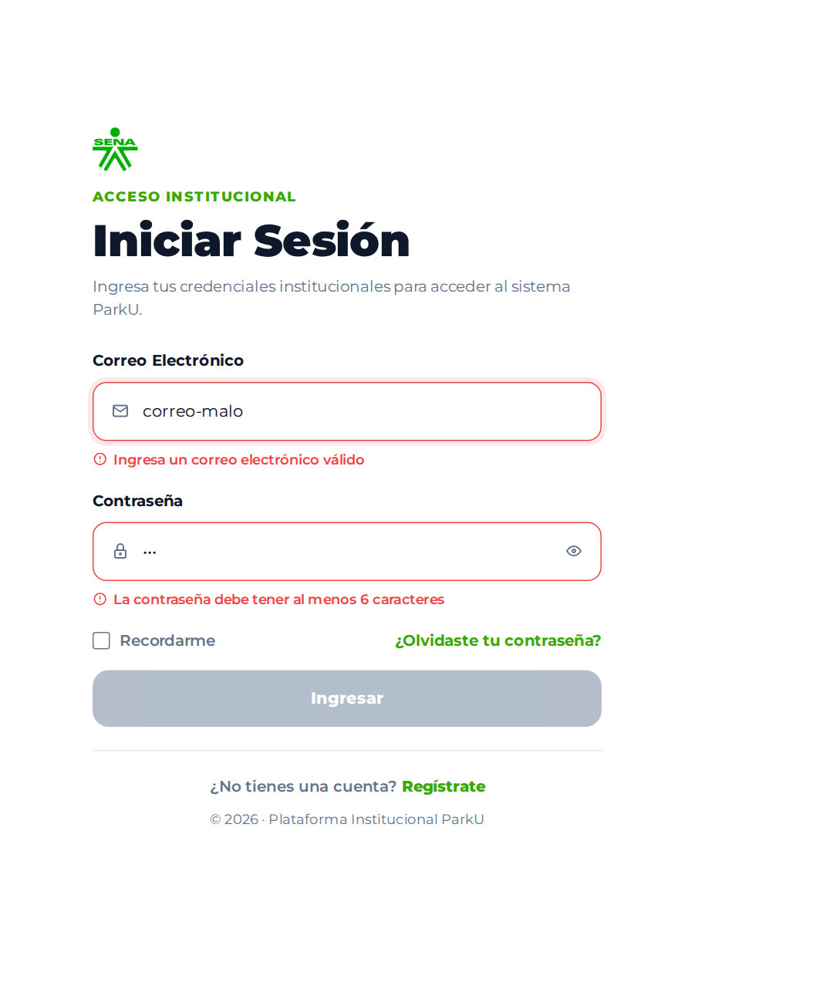 SENA
ACCESO INSTITUCIONAL
Iniciar Sesión
Ingresa tus credenciales institucionales para acceder al sistema
ParkU.
Correo Electrónico
correo-malo
Ingresa un correo electrónico válido
Contraseña
•••
La contraseña debe tener al menos 6 caracteres
Recordarme ¿Olvidaste tu contraseña?
Ingresar
¿No tienes una cuenta? Regístrate
© 2026 · Plataforma Institucional ParkU